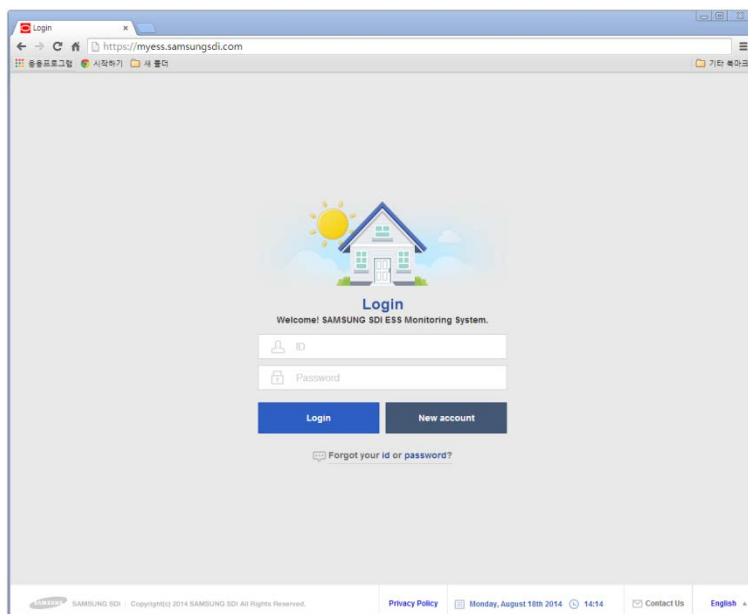 Login
https://myess.samsungsdi.com
응용프로그램 시작하기 새 폴더 기타 북마크
Login
Welcome! SAMSUNG SDI ESS Monitoring System.
ID
Password
Login New account
Forgot your id or password?
SAMSUNG SAMSUNG SDI Copyright(c) 2014 SAMSUNG SDI All Rights Reserved. Privacy Policy Monday, August 18th 2014 14:14 Contact Us English